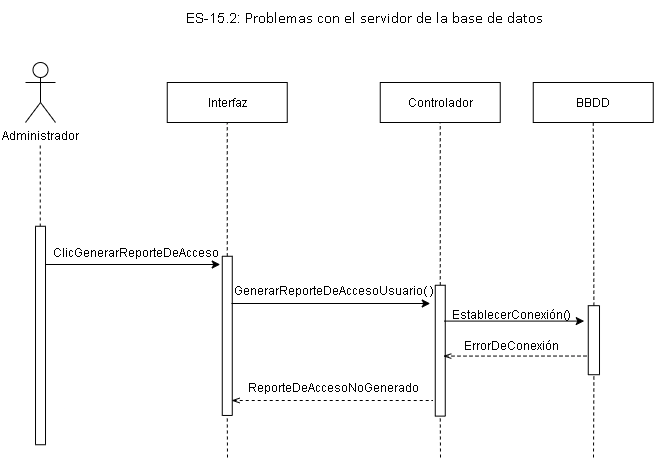 ES-15.2: Problemas con el servidor de la base de datos
Interfaz
Controlador
BBDD
Administrador
ClicGenerarReporteDeAcceso
GenerarReporteDeAccesoUsuario( )
EstablecerConexión()
ErrorDeConexión
ReporteDeAccesoNoGenerado